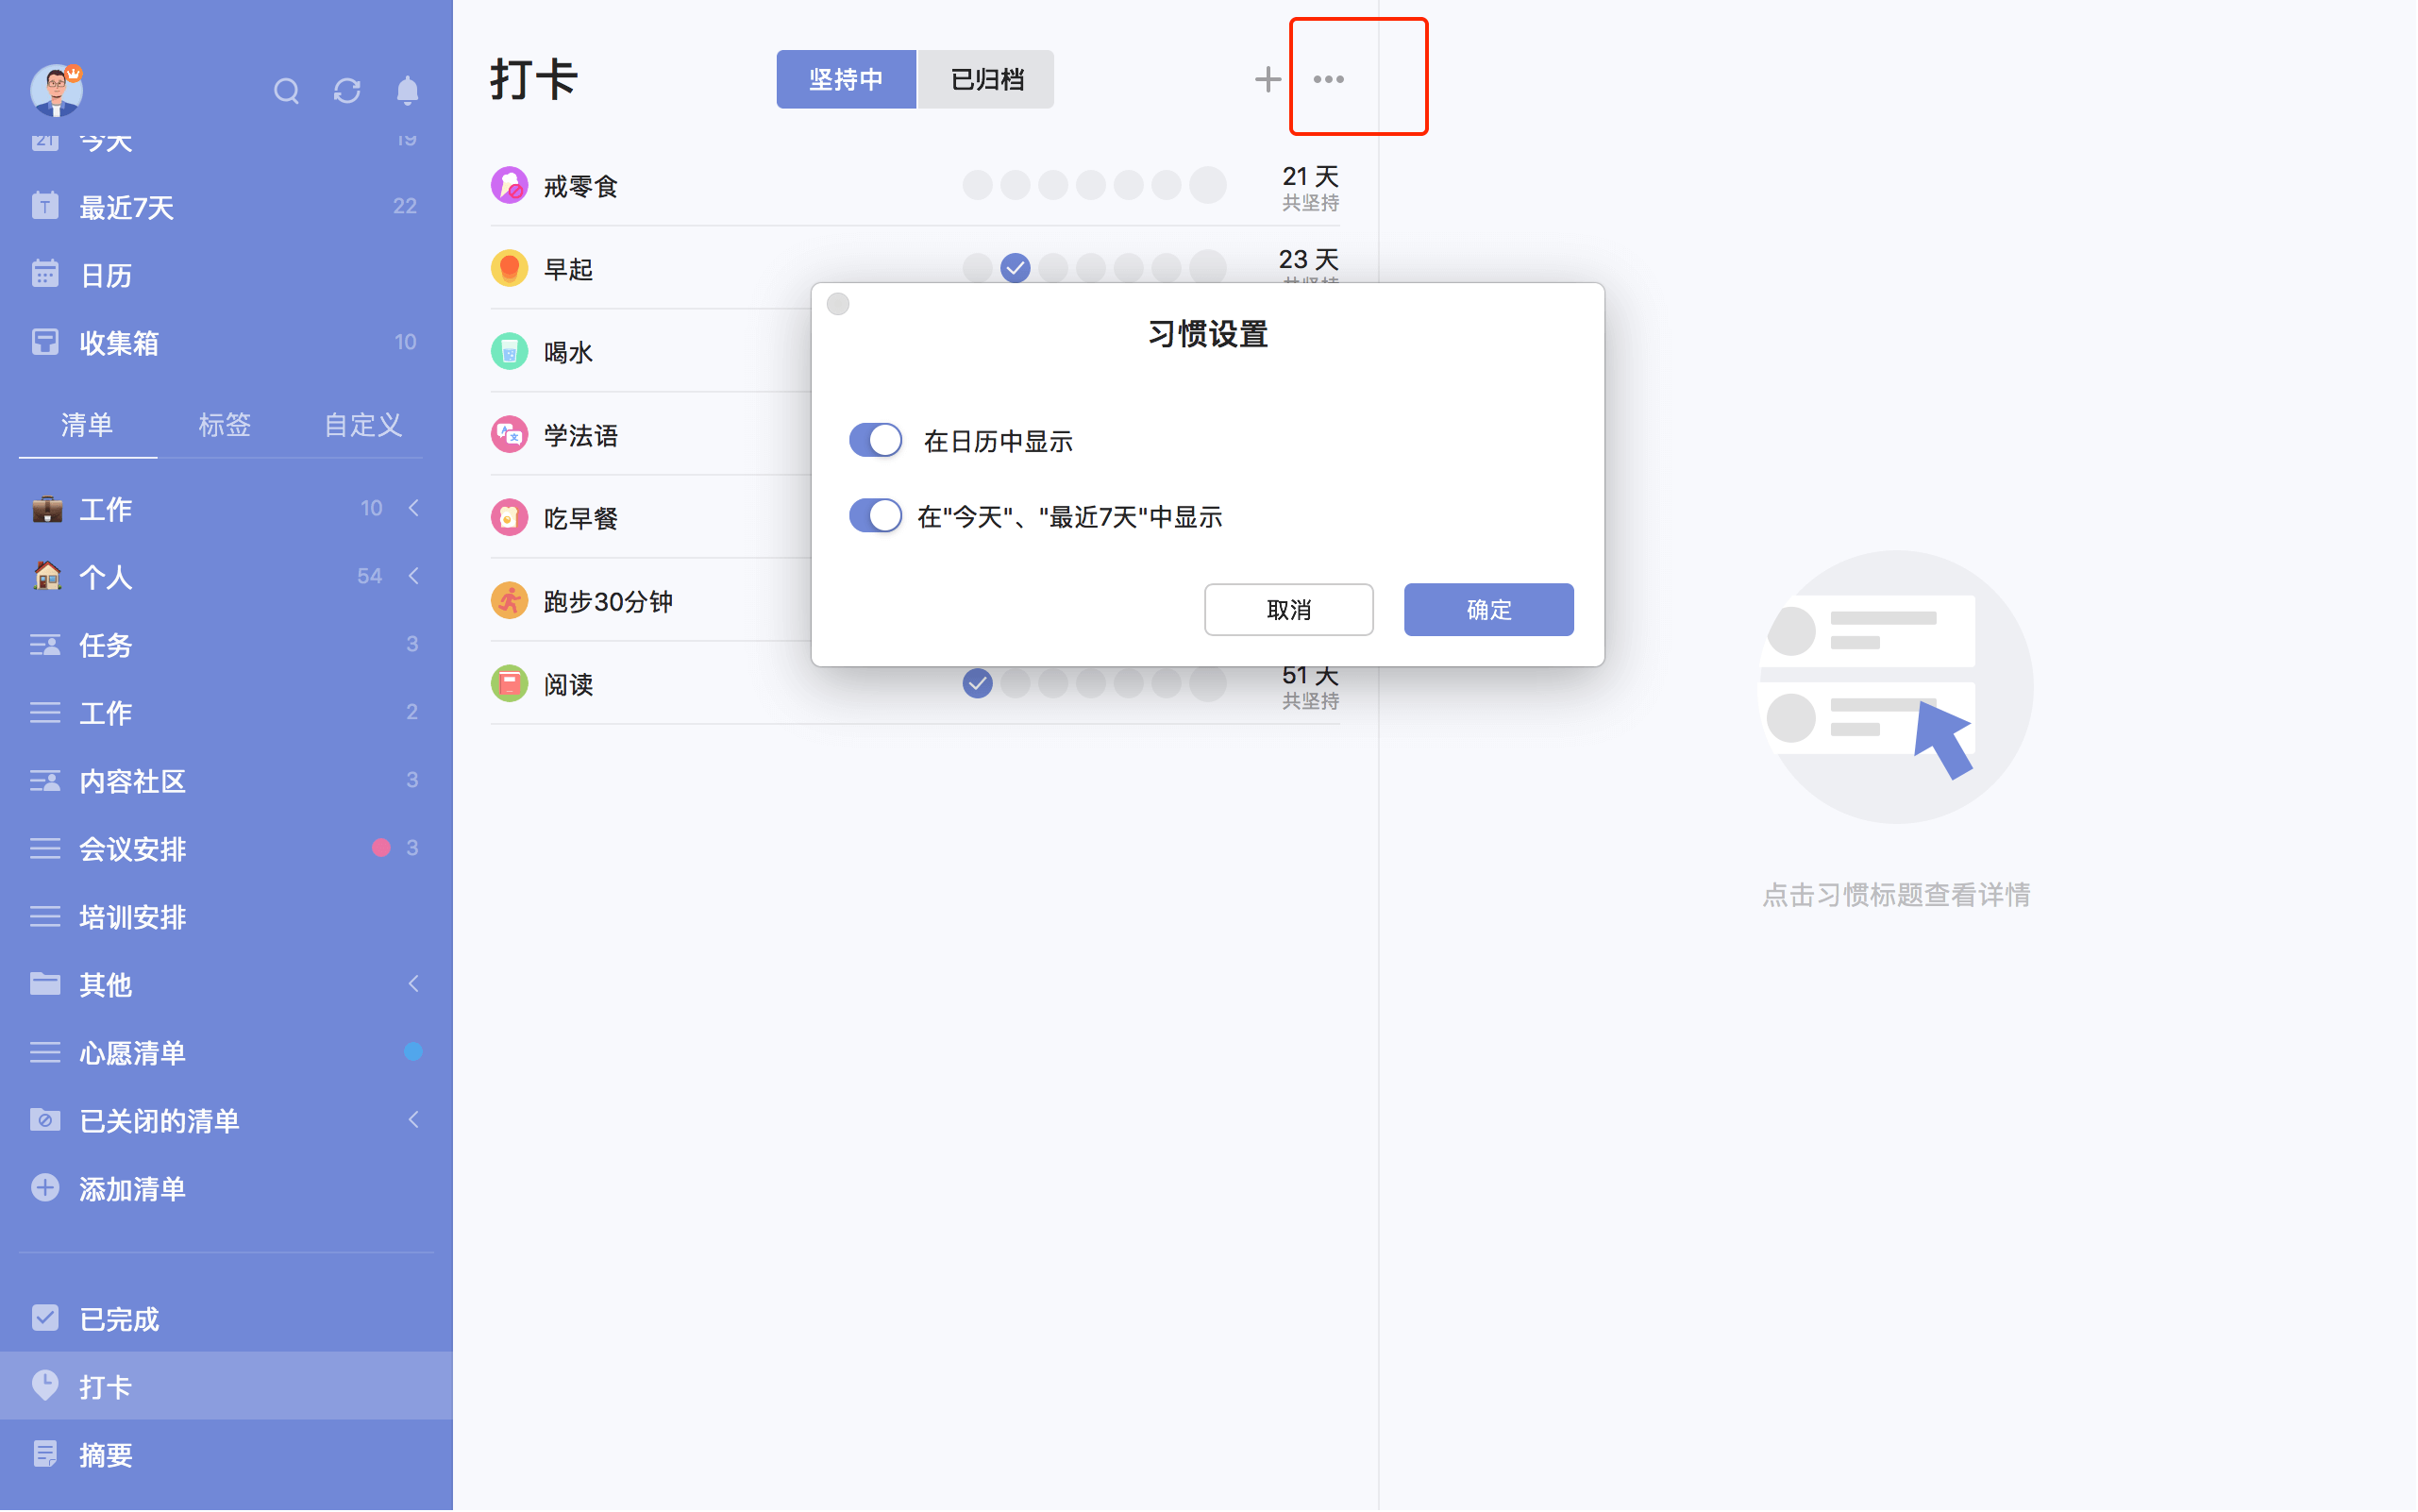 今天 19
最近7天 22
日历
收集箱 10
清单 标签 自定义
工作 10
个人 54
任务 3
工作 2
内容社区 3
会议安排 3
培训安排
其他
心愿清单
已关闭的清单
添加清单
已完成
打卡
摘要
打卡 坚持中 已归档
戒零食 21 天
共坚持
早起 23 天
共坚持
喝水
学法语
吃早餐
跑步30分钟
阅读 51 天
共坚持
习惯设置
在日历中显示
在"今天"、"最近7天"中显示
取消 确定
点击习惯标题查看详情